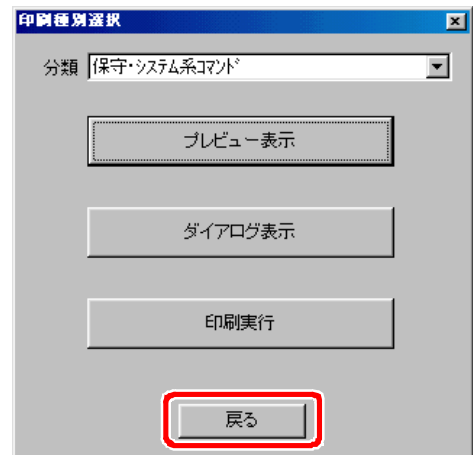 印刷種別選択
分類 保守･ｼｽﾃﾑ系ｺﾏﾝﾄﾞ
プレビュー表示
ダイアログ表示
印刷実行
戻る